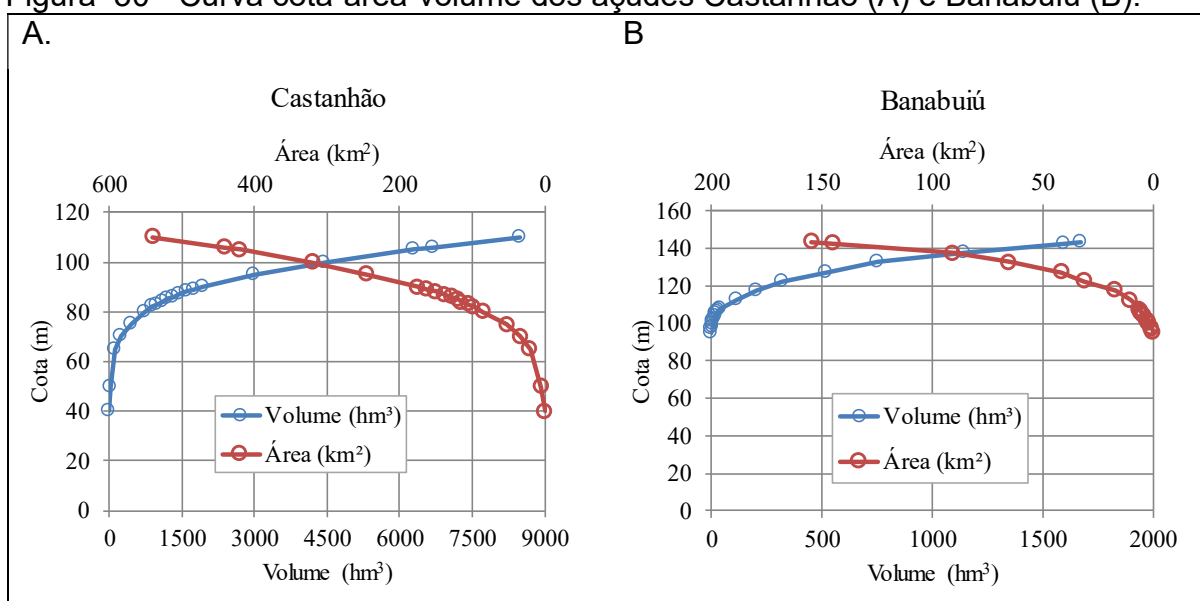 Curva cota-área-volume dos açudes Castanhão (A) e Banabuiú (B).
A.
Castanhão
Área (km²)
600 400 200 0
120
100
80
60
40
20
0
Cota (m)
Volume (hm³)
Área (km²)
0 1500 3000 4500 6000 7500 9000
Volume (hm³)
B
Banabuiú
Área (km²)
200 150 100 50 0
160
140
120
100
80
60
40
20
0
Cota (m)
Volume (hm³)
Área (km²)
0 500 1000 1500 2000
Volume (hm³)